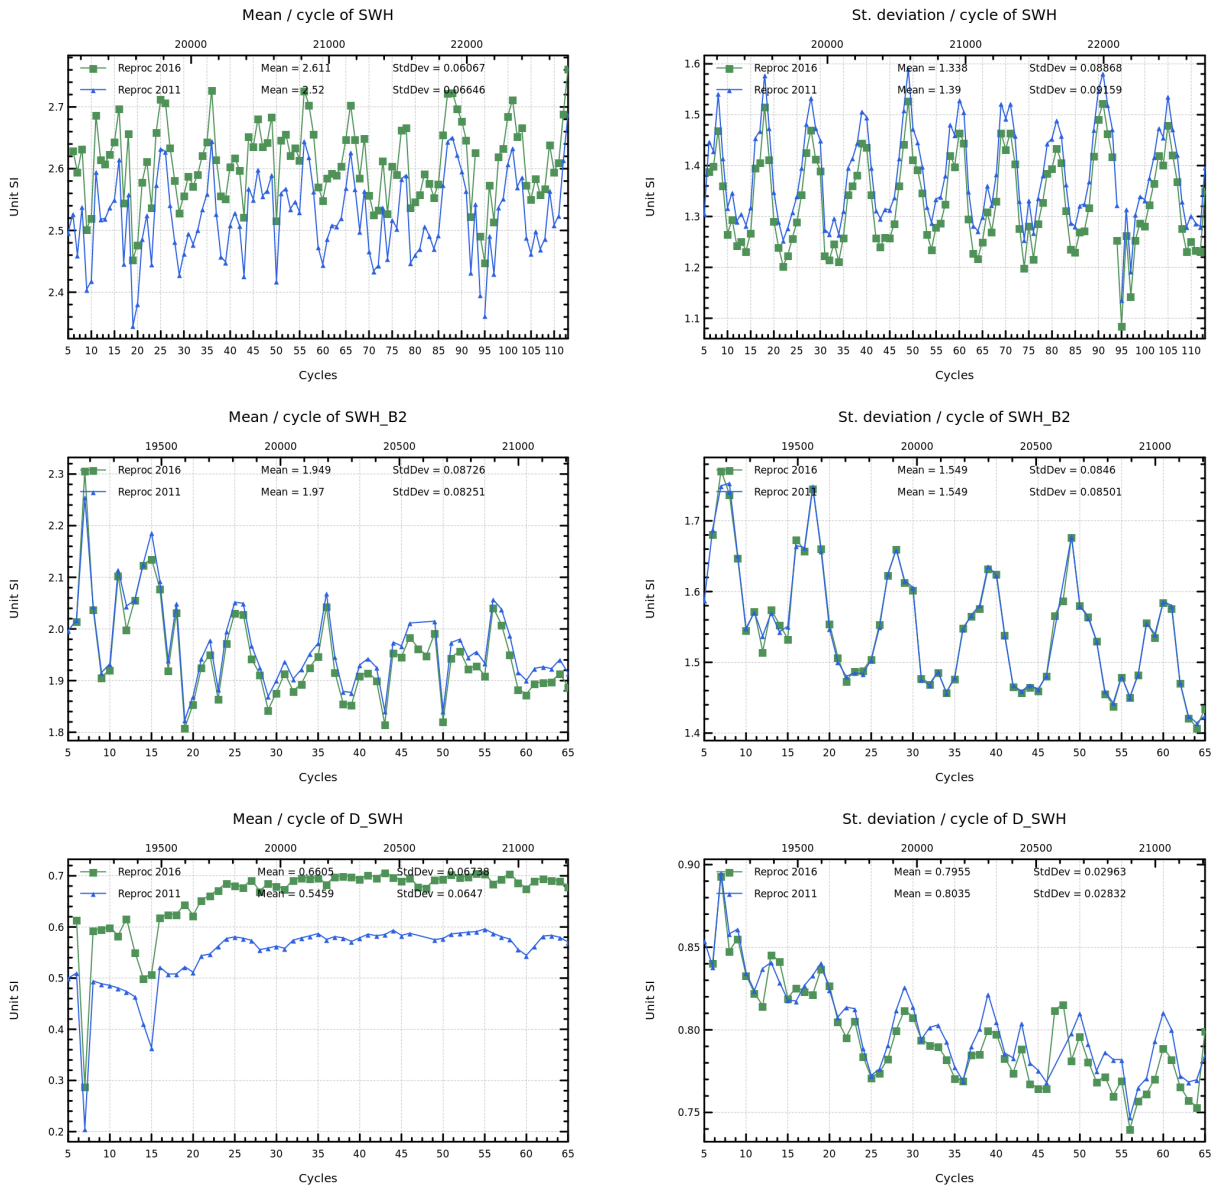 Mean / cycle of SWH
20000 21000 22000
Reproc 2016 Mean = 2.611 StdDev = 0.06067
Reproc 2011 Mean = 2.52 StdDev = 0.06646
2.7
2.6
2.5
2.4
Unit SI
5 10 15 20 25 30 35 40 45 50 55 60 65 70 75 80 85 90 95 100 105 110
Cycles
St. deviation / cycle of SWH
20000 21000 22000
Reproc 2016 Mean = 1.338 StdDev = 0.08868
Reproc 2011 Mean = 1.39 StdDev = 0.09159
1.6
1.5
1.4
1.3
1.2
1.1
Unit SI
5 10 15 20 25 30 35 40 45 50 55 60 65 70 75 80 85 90 95 100 105 110
Cycles
Mean / cycle of SWH_B2
19500 20000 20500 21000
Reproc 2016 Mean = 1.949 StdDev = 0.08726
Reproc 2011 Mean = 1.97 StdDev = 0.08251
2.3
2.2
2.1
2.0
1.9
1.8
Unit SI
5 10 15 20 25 30 35 40 45 50 55 60 65
Cycles
St. deviation / cycle of SWH_B2
19500 20000 20500 21000
Reproc 2016 Mean = 1.549 StdDev = 0.0846
Reproc 2011 Mean = 1.549 StdDev = 0.08501
1.7
1.6
1.5
1.4
Unit SI
5 10 15 20 25 30 35 40 45 50 55 60 65
Cycles
Mean / cycle of D_SWH
19500 20000 20500 21000
Reproc 2016 Mean = 0.6605 StdDev = 0.06738
Reproc 2011 Mean = 0.5459 StdDev = 0.0647
0.7
0.6
0.5
0.4
0.3
0.2
Unit SI
5 10 15 20 25 30 35 40 45 50 55 60 65
Cycles
St. deviation / cycle of D_SWH
19500 20000 20500 21000
Reproc 2016 Mean = 0.7955 StdDev = 0.02963
Reproc 2011 Mean = 0.8035 StdDev = 0.02832
0.90
0.85
0.80
0.75
Unit SI
5 10 15 20 25 30 35 40 45 50 55 60 65
Cycles